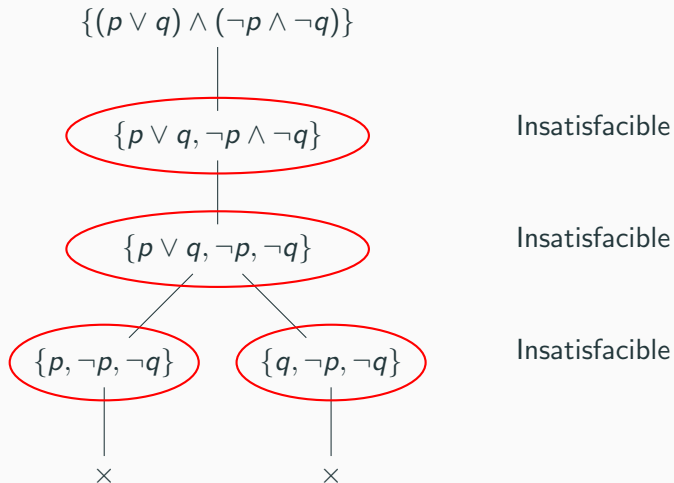 {(p ∨ q) ∧ (¬p ∧ ¬q)}
{p ∨ q, ¬p ∧ ¬q} Insatisfacible
{p ∨ q, ¬p, ¬q} Insatisfacible
{p, ¬p, ¬q} {q, ¬p, ¬q} Insatisfacible
× ×